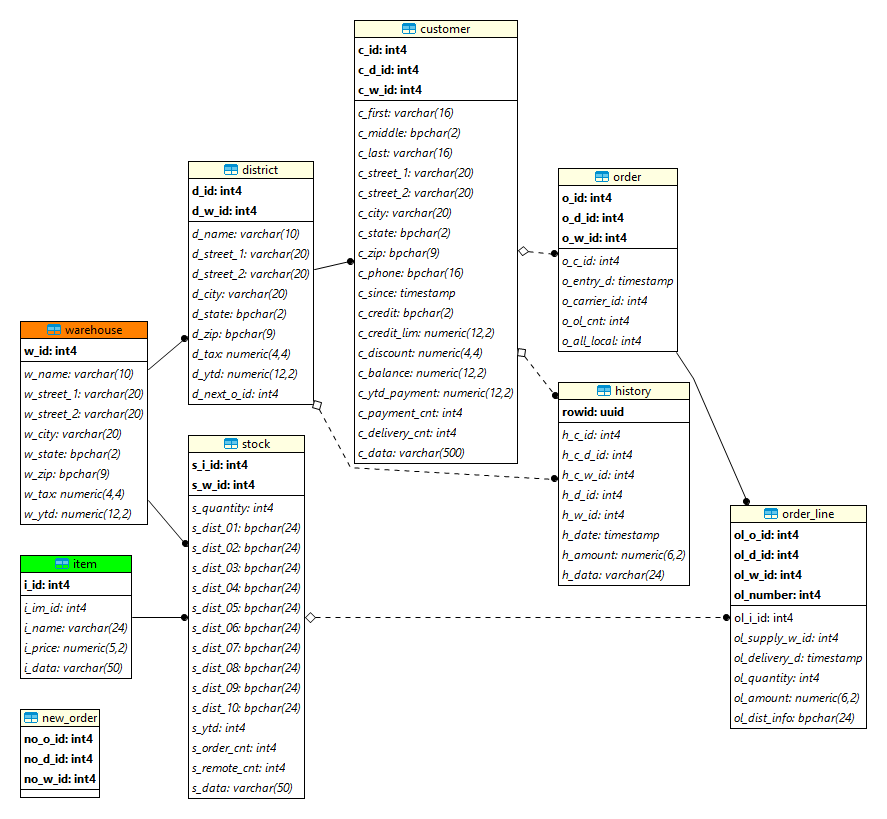 customer
c_id: int4
c_d_id: int4
c_w_id: int4
c_first: varchar(16)
c_middle: bpchar(2)
c_last: varchar(16)
c_street_1: varchar(20)
c_street_2: varchar(20)
c_city: varchar(20)
c_state: bpchar(2)
c_zip: bpchar(9)
c_phone: bpchar(16)
c_since: timestamp
c_credit: bpchar(2)
c_credit_lim: numeric(12,2)
c_discount: numeric(4,4)
c_balance: numeric(12,2)
c_ytd_payment: numeric(12,2)
c_payment_cnt: int4
c_delivery_cnt: int4
c_data: varchar(500)
district
d_id: int4
d_w_id: int4
d_name: varchar(10)
d_street_1: varchar(20)
d_street_2: varchar(20)
d_city: varchar(20)
d_state: bpchar(2)
d_zip: bpchar(9)
d_tax: numeric(4,4)
d_ytd: numeric(12,2)
d_next_o_id: int4
order
o_id: int4
o_d_id: int4
o_w_id: int4
o_c_id: int4
o_entry_d: timestamp
o_carrier_id: int4
o_ol_cnt: int4
o_all_local: int4
warehouse
w_id: int4
w_name: varchar(10)
w_street_1: varchar(20)
w_street_2: varchar(20)
w_city: varchar(20)
w_state: bpchar(2)
w_zip: bpchar(9)
w_tax: numeric(4,4)
w_ytd: numeric(12,2)
history
rowid: uuid
h_c_id: int4
h_c_d_id: int4
h_c_w_id: int4
h_d_id: int4
h_w_id: int4
h_date: timestamp
h_amount: numeric(6,2)
h_data: varchar(24)
stock
s_i_id: int4
s_w_id: int4
s_quantity: int4
s_dist_01: bpchar(24)
s_dist_02: bpchar(24)
s_dist_03: bpchar(24)
s_dist_04: bpchar(24)
s_dist_05: bpchar(24)
s_dist_06: bpchar(24)
s_dist_07: bpchar(24)
s_dist_08: bpchar(24)
s_dist_09: bpchar(24)
s_dist_10: bpchar(24)
s_ytd: int4
s_order_cnt: int4
s_remote_cnt: int4
s_data: varchar(50)
order_line
ol_o_id: int4
ol_d_id: int4
ol_w_id: int4
ol_number: int4
ol_i_id: int4
ol_supply_w_id: int4
ol_delivery_d: timestamp
ol_quantity: int4
ol_amount: numeric(6,2)
ol_dist_info: bpchar(24)
item
i_id: int4
i_im_id: int4
i_name: varchar(24)
i_price: numeric(5,2)
i_data: varchar(50)
new_order
no_o_id: int4
no_d_id: int4
no_w_id: int4